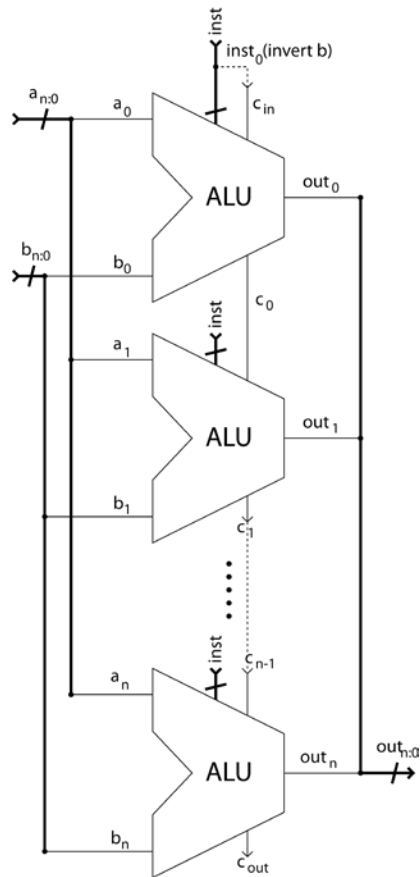 inst
inst0(invert b)
an:0
a0
cin
ALU
out0
bn:0
b0
c0
inst
a1
ALU
out1
b1
c1
inst
cn-1
an
ALU
outn
outn:0
bn
cout